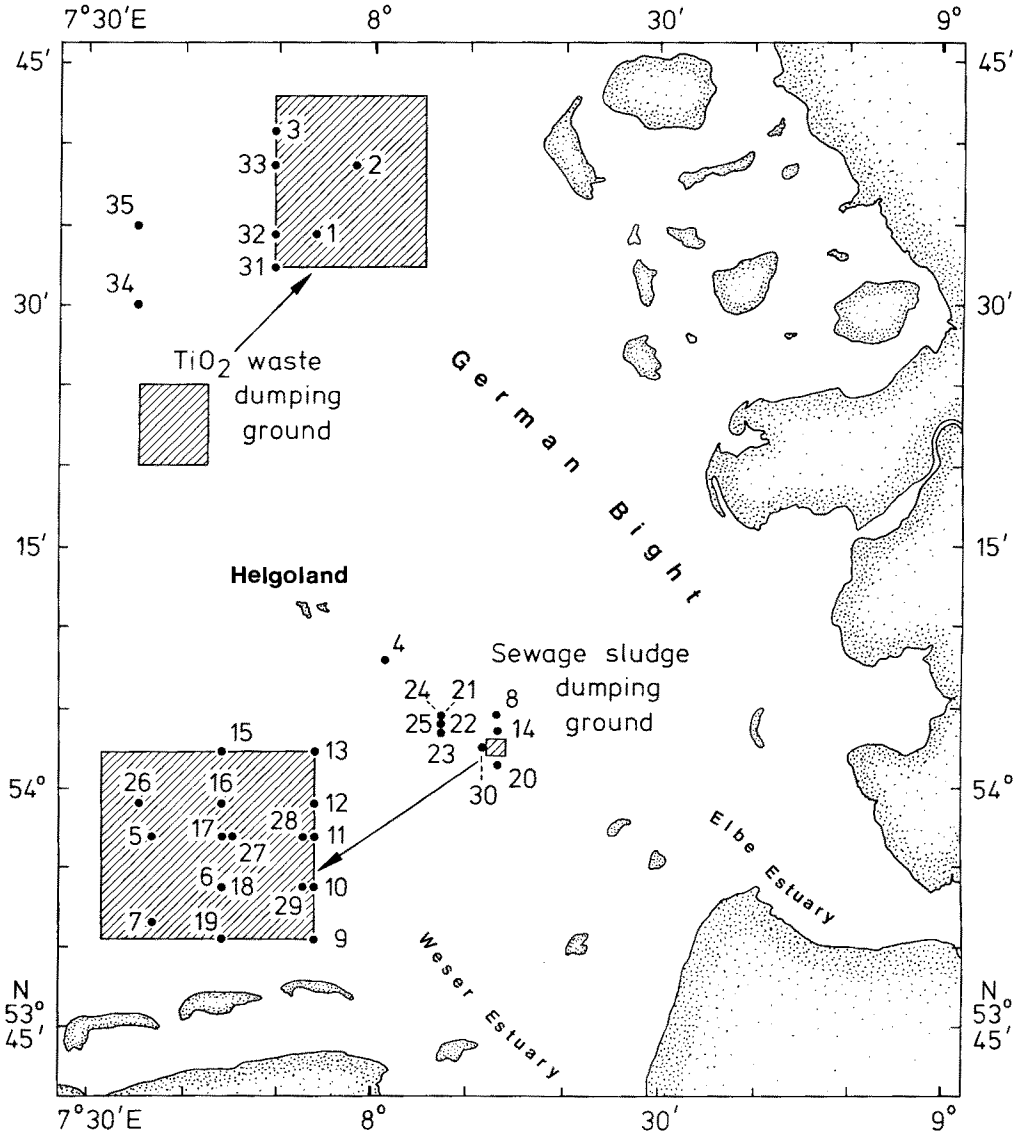 7°30′E 8° 30′ 9°
45′ 45′
3
33 2
35
32 1
31
34
30′ 30′
TiO2 waste
dumping
ground
German Bight
15′ 15′
Helgoland
4
Sewage sludge
dumping
ground
24 21
8
25 22
14
23
15 13
20
30
54° 54°
26 16 12
5 17 28 11
27
6 18 10
29
7 19 9
Elbe Estuary
Weser Estuary
N N
53° 53°
45′ 45′
7°30′E 8° 30′ 9°